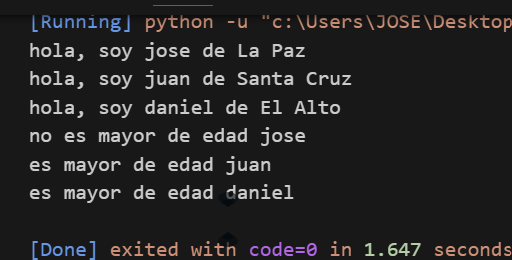 [Running] python -u "c:\Users\JOSE\Desktop
hola, soy jose de La Paz
hola, soy juan de Santa Cruz
hola, soy daniel de El Alto
no es mayor de edad jose
es mayor de edad juan
es mayor de edad daniel
[Done] exited with code=0 in 1.647 seconds